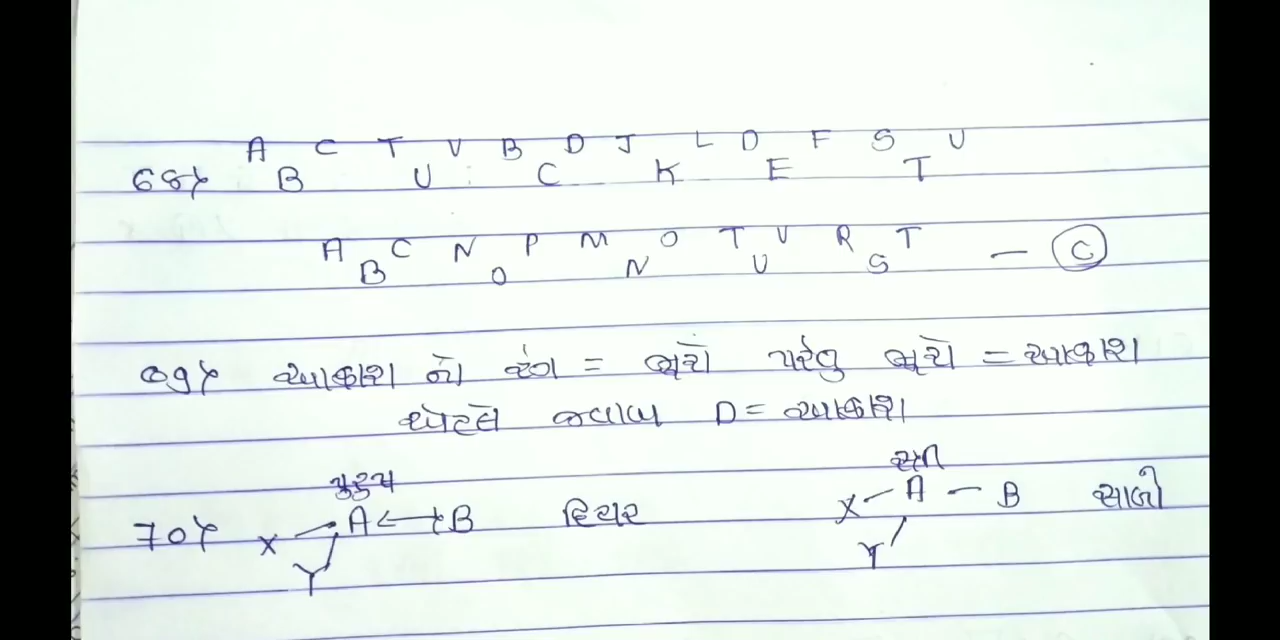 A C T V B D J L D F S U
68) B U C K E T
A C N P M O T V R T
B O N U S — C
69) આકાશ નો રંગ = ભૂરો પરંતુ ભૂરો = આકાશ
એટલે જવાબ D = આકાશ
પુરુષ
70) X A B દિયર
Y
X — A — B સાળો
Y